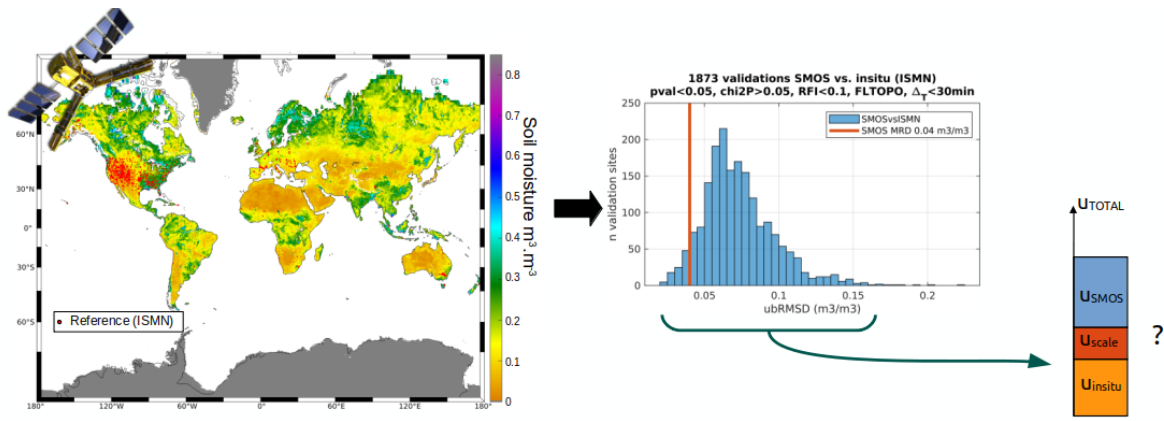 60°N
30°N
0°
30°S
60°S
180°
120°W
60°W
0°
60°E
120°E
180°
Reference (ISMN)
0.8
0.7
0.6
0.5
0.4
0.3
0.2
0.1
0
Soil moisture m³.m³
1873 validations SMOS vs. insitu (ISMN)
pval<0.05, chi2P>0.05, RFI<0.1, FLTOPO, Δ_T<30min
250
200
150
100
50
0
n validation sites
SMOSvsISMN
SMOS MRD 0.04 m3/m3
0.05
0.1
0.15
0.2
ubRMSD (m3/m3)
uTOTAL
uSMOS
uscale
uinsitu
?